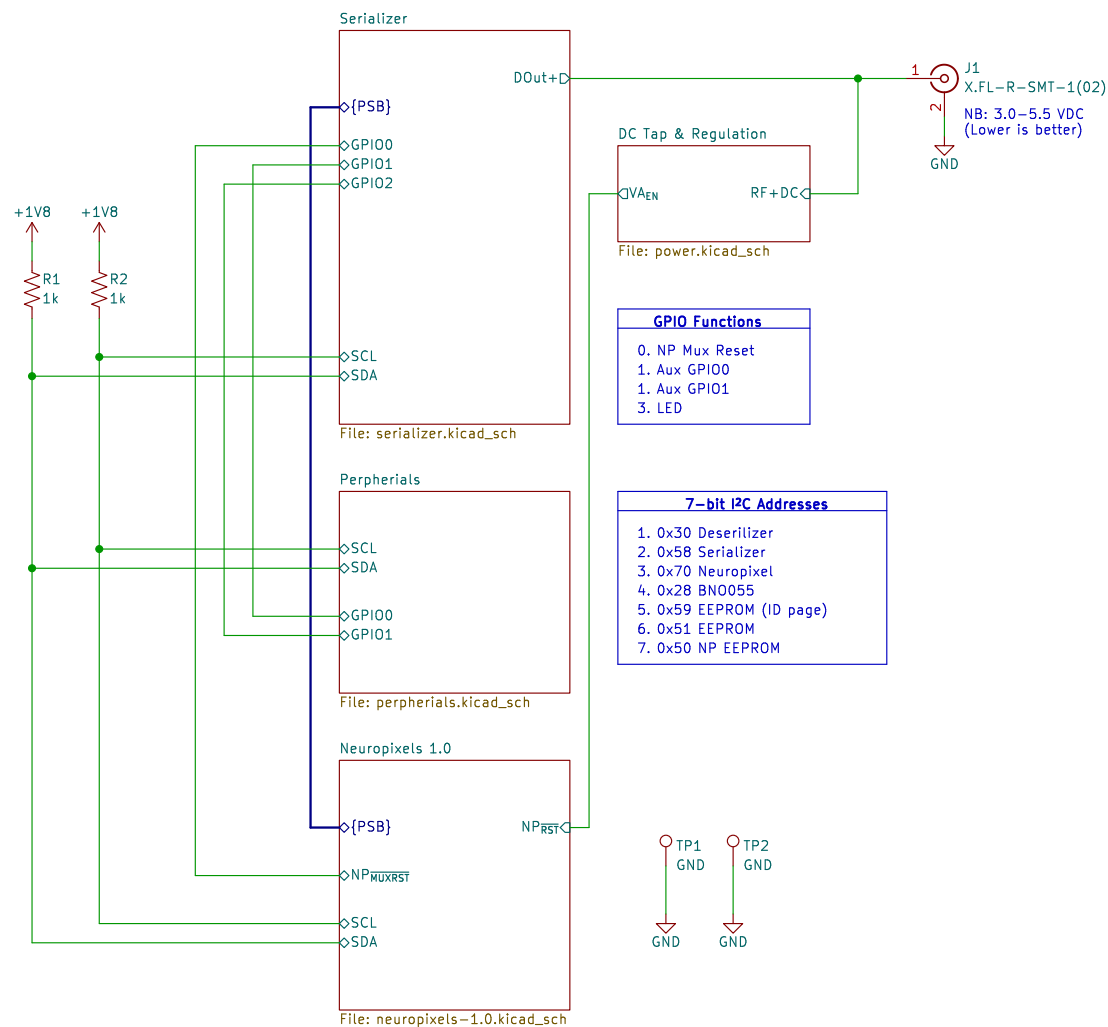 Serializer
DOut+
{PSB}
GPIO0
GPIO1
GPIO2
SCL
SDA
File: serializer.kicad_sch
1
2
J1
X.FL-R-SMT-1(02)
NB: 3.0-5.5 VDC
(Lower is better)
GND
DC Tap & Regulation
VAEN
RF+DC
File: power.kicad_sch
+1V8
+1V8
R1
1k
R2
1k
GPIO Functions
0. NP Mux Reset
1. Aux GPIO0
1. Aux GPIO1
3. LED
Perpherials
SCL
SDA
GPIO0
GPIO1
File: perpherials.kicad_sch
7-bit I²C Addresses
1. 0x30 Deserilizer
2. 0x58 Serializer
3. 0x70 Neuropixel
4. 0x28 BNO055
5. 0x59 EEPROM (ID page)
6. 0x51 EEPROM
7. 0x50 NP EEPROM
Neuropixels 1.0
{PSB}
NPRST
NPMUXRST
SCL
SDA
File: neuropixels-1.0.kicad_sch
TP1
GND
GND
TP2
GND
GND